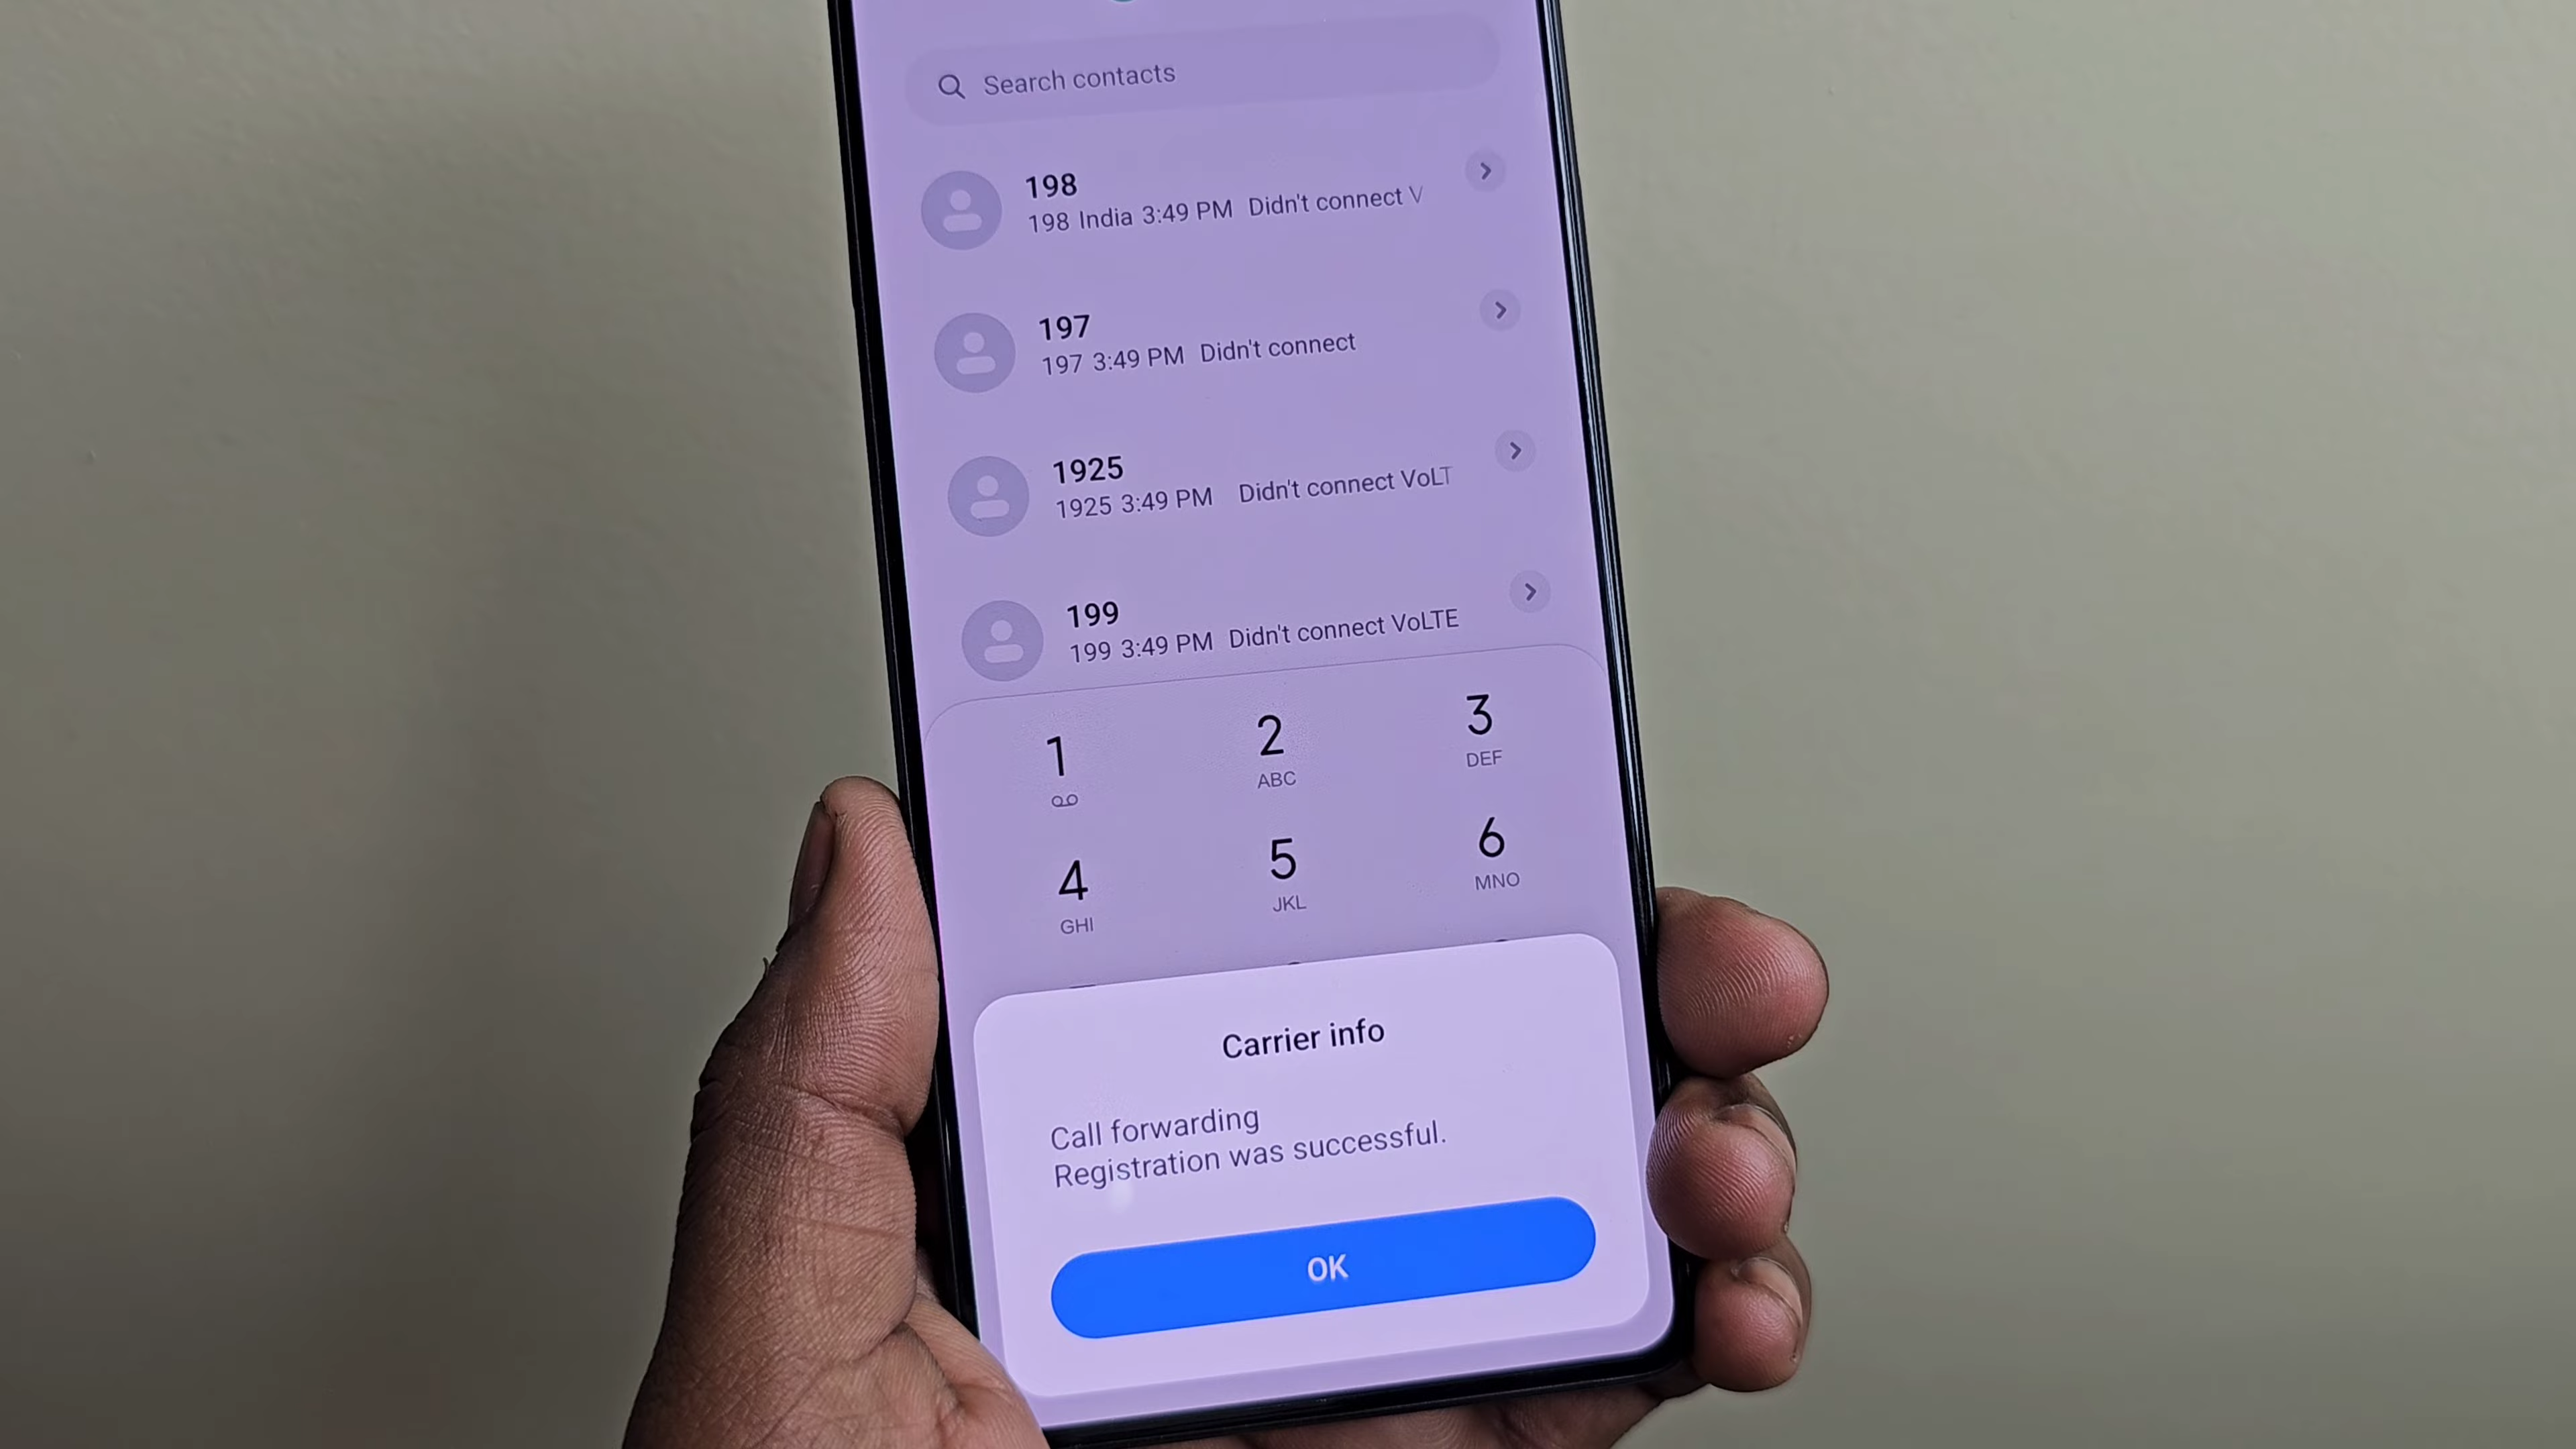 Search contacts
198
198 India 3:49 PM Didn't connect V
197
197 3:49 PM Didn't connect
1925
1925 3:49 PM Didn't connect VoLT
199
199 3:49 PM Didn't connect VoLTE
1 2 3
ABC DEF
4 5 6
GHI JKL MNO
Carrier info
Call forwarding
Registration was successful.
OK